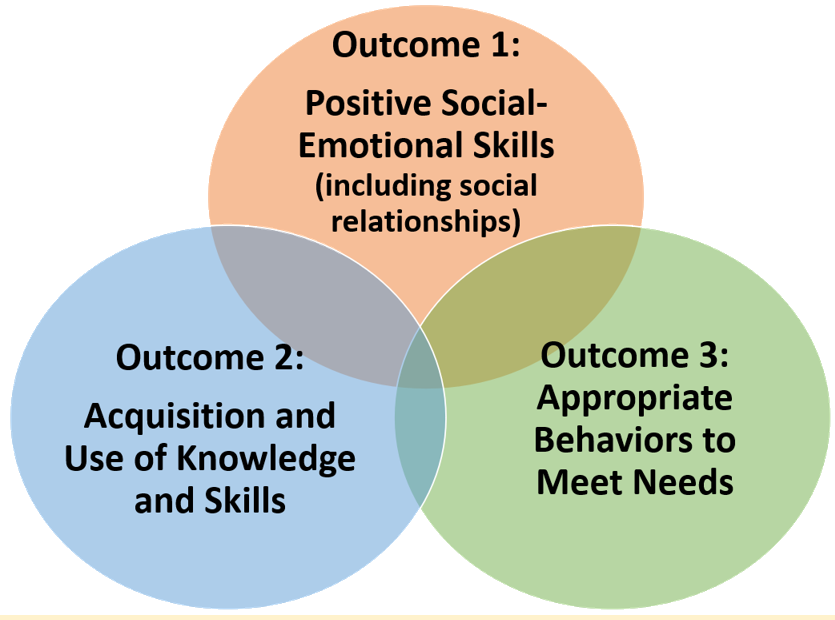 Outcome 1:
Positive Social-
Emotional Skills
(including social
relationships)
Outcome 2:
Acquisition and
Use of Knowledge
and Skills
Outcome 3:
Appropriate
Behaviors to
Meet Needs